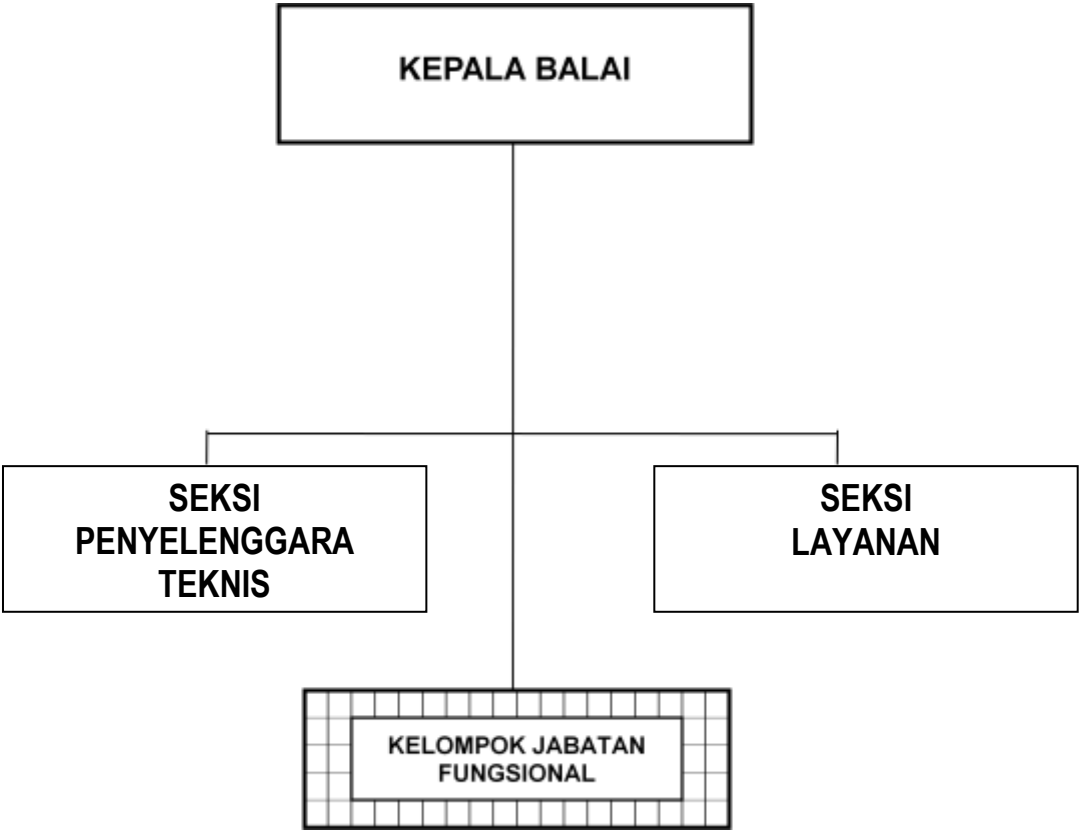 KEPALA BALAI
SEKSI
PENYELENGGARA
TEKNIS
SEKSI
LAYANAN
KELOMPOK JABATAN
FUNGSIONAL